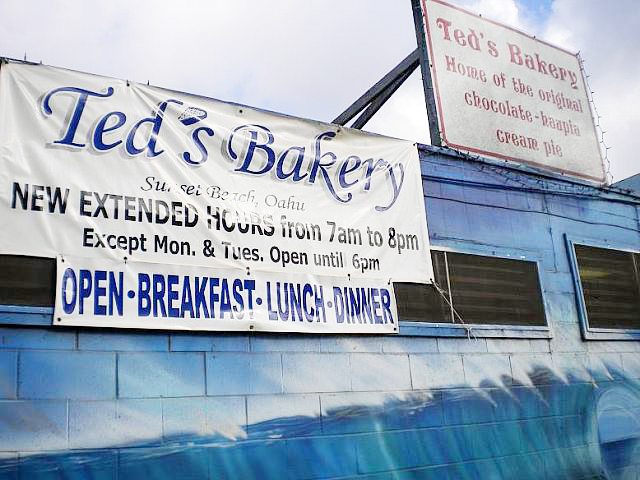 Ted's Bakery
Sunset Beach, Oahu
NEW EXTENDED HOURS from 7am to 8pm
Except Mon. & Tues. Open until 6pm
OPEN·BREAKFAST·LUNCH·DINNER
Ted's Bakery
Home of the original
chocolate-haupia
cream pie